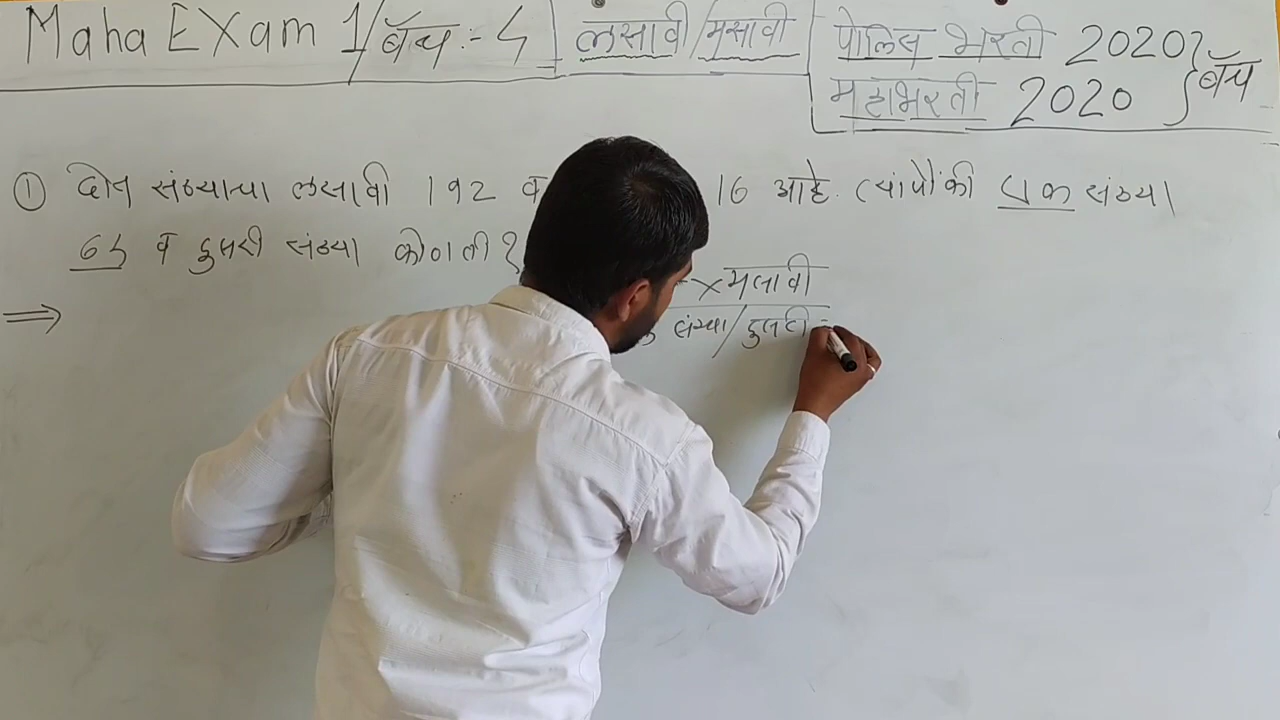 Maha EXam 1/बॅच :- 4
लसावी/मसावी
पोलिस भरती 2020
महाभरती 2020
बॅच
① दोन संख्याचा लसावी 192 व 16 आहे. त्यांपैकी एक संख्या
64 व दुसरी संख्या कोणती?
⇒ × मसावी
संख्या/दुसरी =